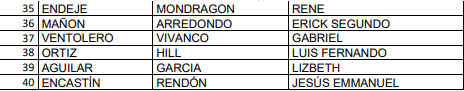 35 ENDEJE MONDRAGON RENE
36 MAÑON ARREDONDO ERICK SEGUNDO
37 VENTOLERO VIVANCO GABRIEL
38 ORTIZ HILL LUIS FERNANDO
39 AGUILAR GARCIA LIZBETH
40 ENCASTÍN RENDÓN JESÚS EMMANUEL